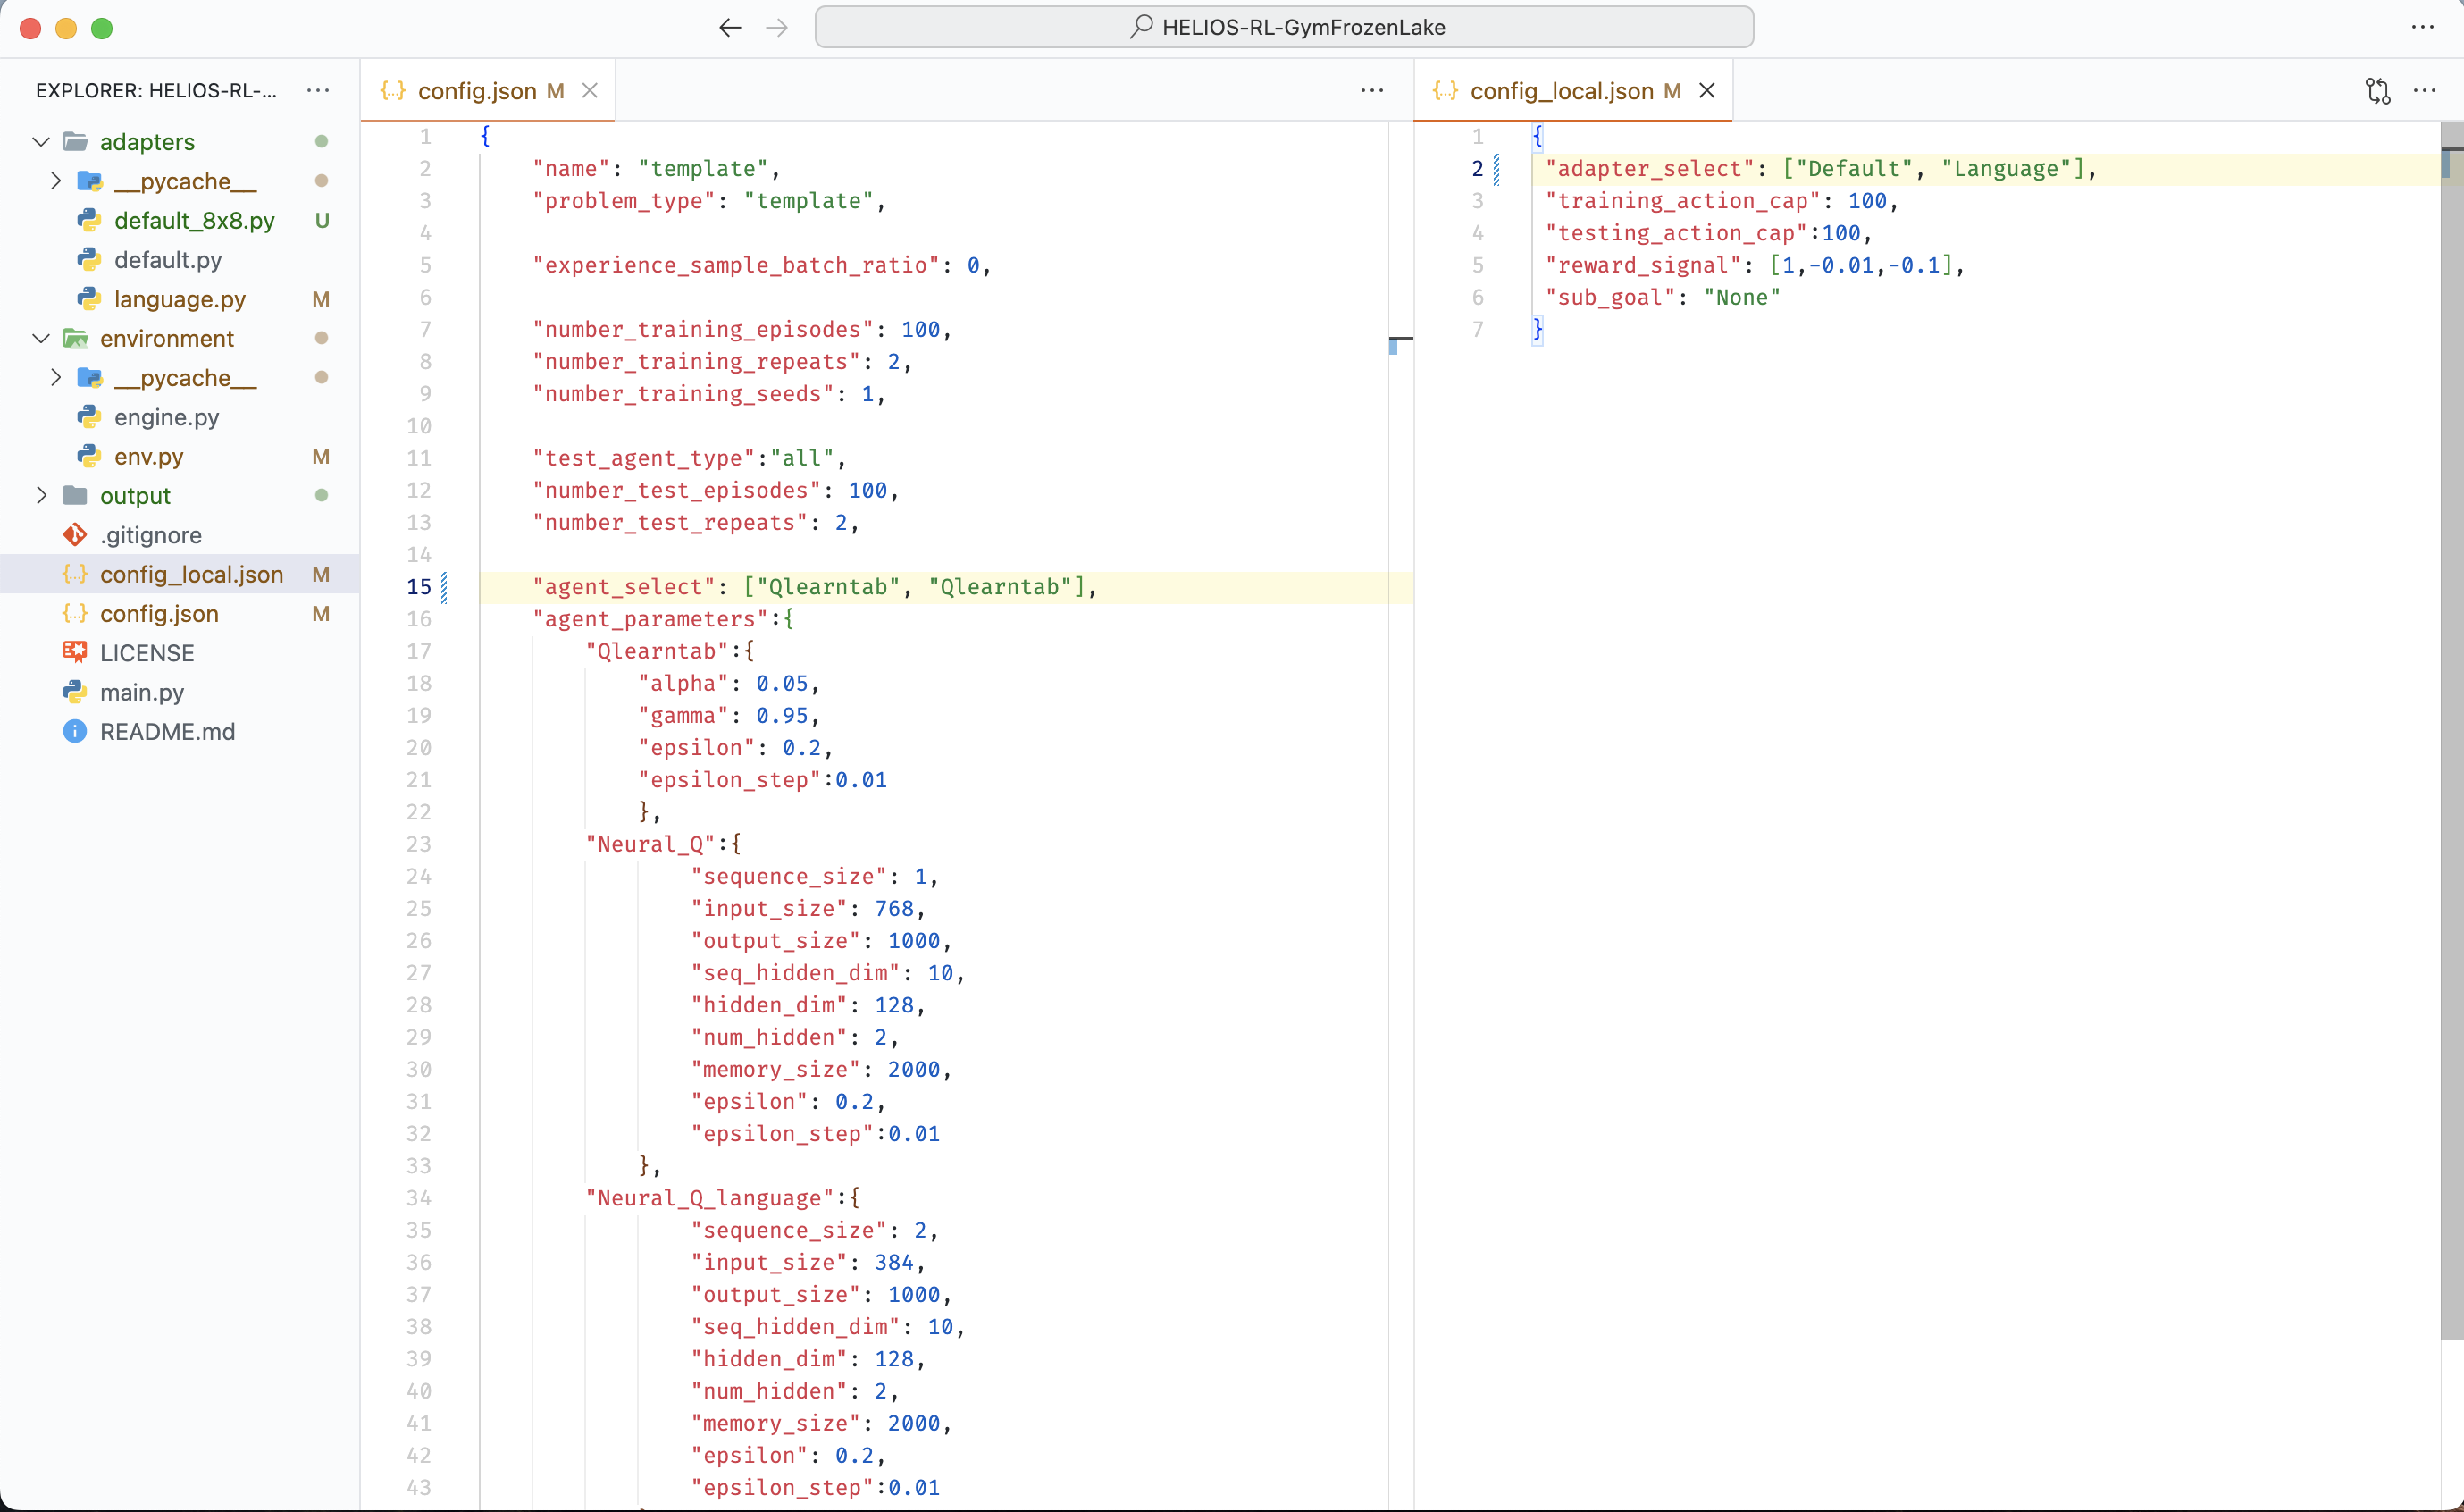 HELIOS-RL-GymFrozenLake
EXPLORER: HELIOS-RL-...
adapters
__pycache__
default_8x8.py U
default.py
language.py M
environment
__pycache__
engine.py
env.py M
output
.gitignore
config_local.json M
config.json M
LICENSE
main.py
README.md
{..} config.json M
1 {
2 "name": "template",
3 "problem_type": "template",
4
5 "experience_sample_batch_ratio": 0,
6
7 "number_training_episodes": 100,
8 "number_training_repeats": 2,
9 "number_training_seeds": 1,
10
11 "test_agent_type":"all",
12 "number_test_episodes": 100,
13 "number_test_repeats": 2,
14
15 "agent_select": ["Qlearntab", "Qlearntab"],
16 "agent_parameters":{
17 "Qlearntab":{
18 "alpha": 0.05,
19 "gamma": 0.95,
20 "epsilon": 0.2,
21 "epsilon_step":0.01
22 },
23 "Neural_Q":{
24 "sequence_size": 1,
25 "input_size": 768,
26 "output_size": 1000,
27 "seq_hidden_dim": 10,
28 "hidden_dim": 128,
29 "num_hidden": 2,
30 "memory_size": 2000,
31 "epsilon": 0.2,
32 "epsilon_step":0.01
33 },
34 "Neural_Q_language":{
35 "sequence_size": 2,
36 "input_size": 384,
37 "output_size": 1000,
38 "seq_hidden_dim": 10,
39 "hidden_dim": 128,
40 "num_hidden": 2,
41 "memory_size": 2000,
42 "epsilon": 0.2,
43 "epsilon_step":0.01
{..} config_local.json M
1 {
2 "adapter_select": ["Default", "Language"],
3 "training_action_cap": 100,
4 "testing_action_cap":100,
5 "reward_signal": [1,-0.01,-0.1],
6 "sub_goal": "None"
7 }